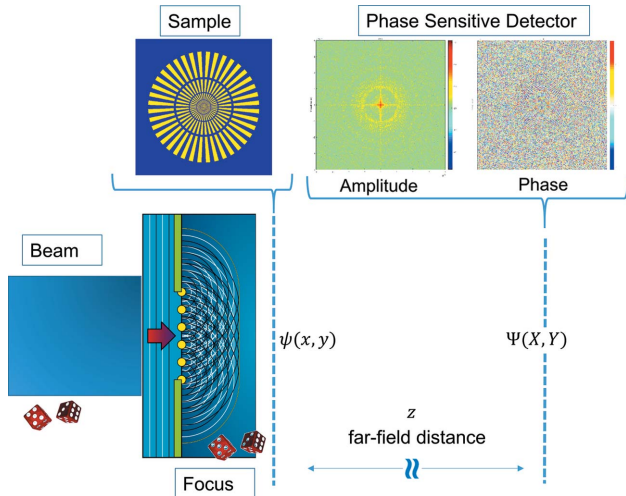 Sample
Phase Sensitive Detector
Amplitude
Phase
Beam
ψ(x, y)
Ψ(X, Y)
z
far-field distance
Focus